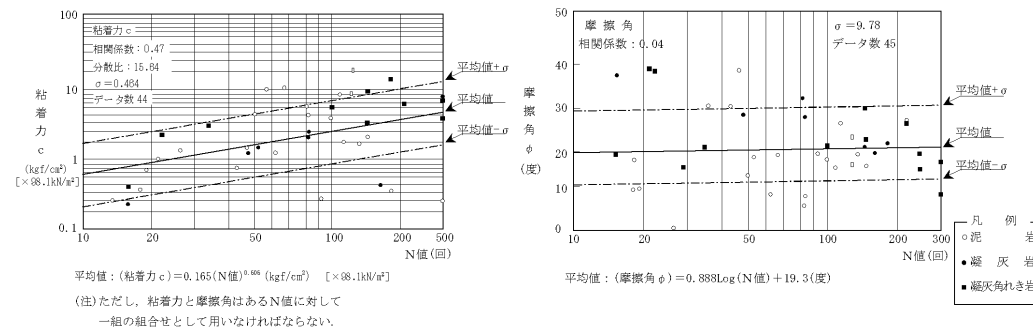 100
10
1
0.1
粘着力 c
(kgf/cm²)
[×98.1kN/m²]
粘着力 c
相関係数：0.47
分散比：15.64
σ＝0.464
データ数 44
平均値+σ
平均値
平均値−σ
10
20
50
100
200
500
N値(回)
平均値：(粘着力 c)＝0.165(N値)^0.606 (kgf/cm²) [×98.1kN/m²]
(注)ただし，粘着力と摩擦角はあるN値に対して
一組の組合せとして用いなければならない．
50
40
30
20
10
0
摩擦角 φ (度)
摩 擦 角
相関係数：0.04
σ＝9.78
データ数 45
平均値+σ
平均値
平均値−σ
10
20
50
100
200
300
N値(回)
平均値：(摩擦角φ)＝0.888Log(N値)＋19.3(度)
凡 例
○泥 岩
●凝 灰 岩
■凝灰角れき岩